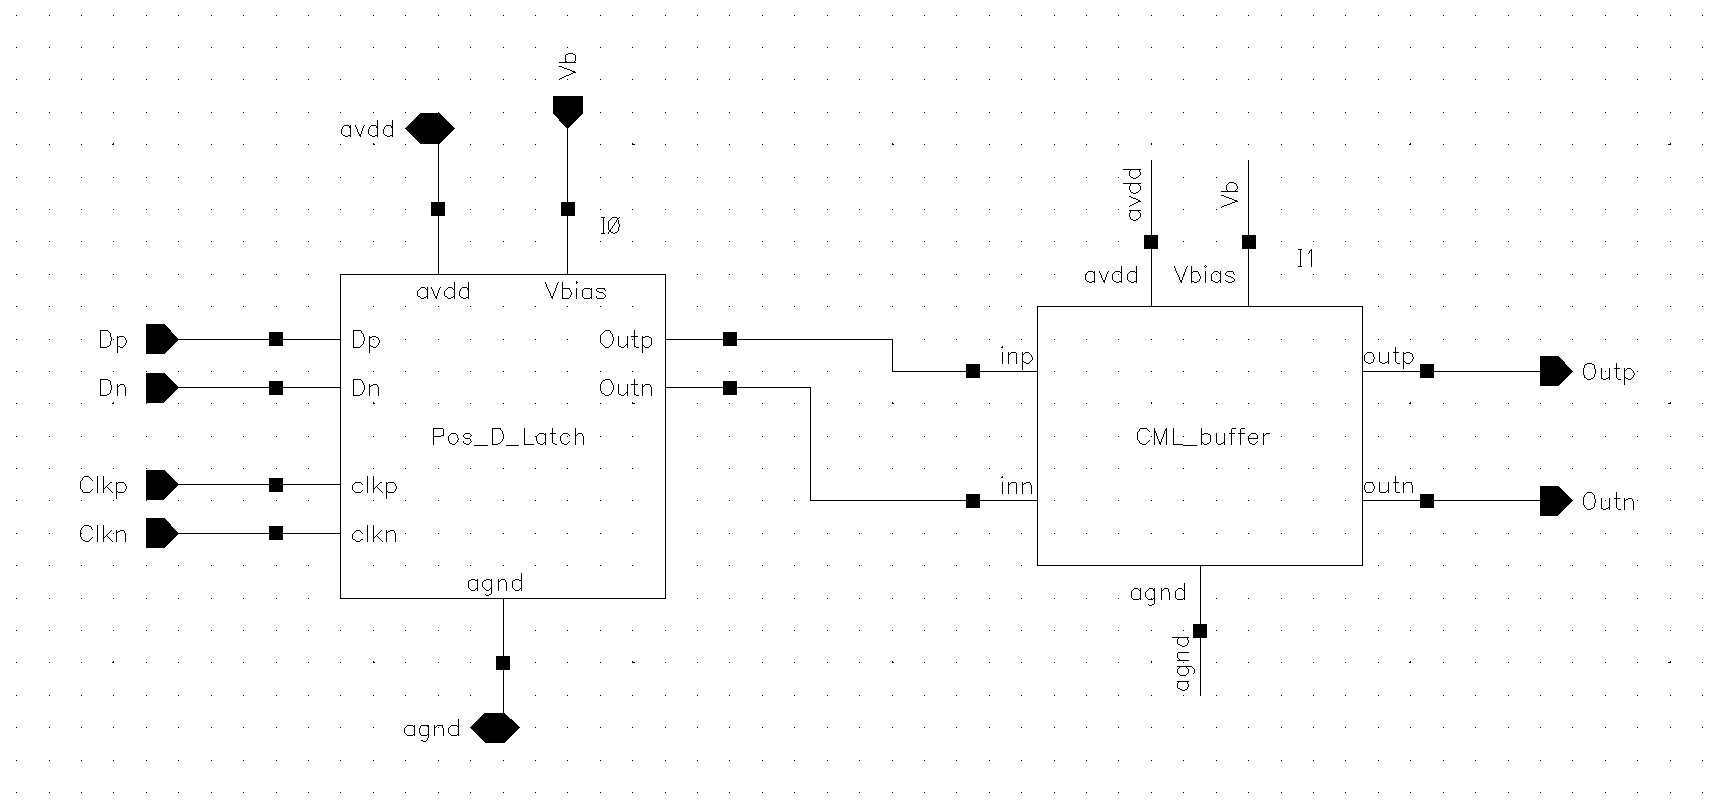 Vb
avdd
I0
avdd
Vb
I1
avdd
Vbias
avdd
Vbias
Dp
Dp
Outp
inp
outp
Outp
Dn
Dn
Outn
Pos_D_Latch
CML_buffer
Clkp
clkp
inn
outn
Outn
Clkn
clkn
agnd
agnd
agnd
agnd